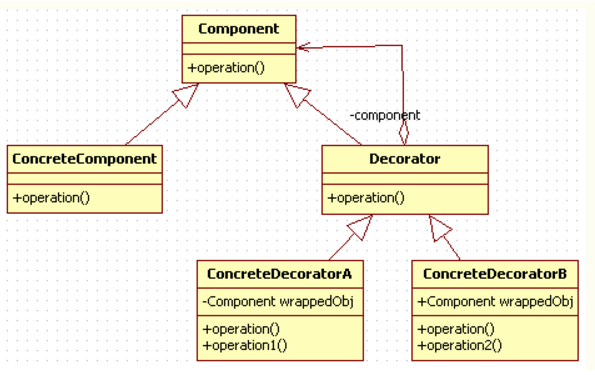 Component
+operation()
-component
ConcreteComponent
+operation()
Decorator
+operation()
ConcreteDecoratorA
-Component wrappedObj
+operation()
+operation1()
ConcreteDecoratorB
+Component wrappedObj
+operation()
+operation2()